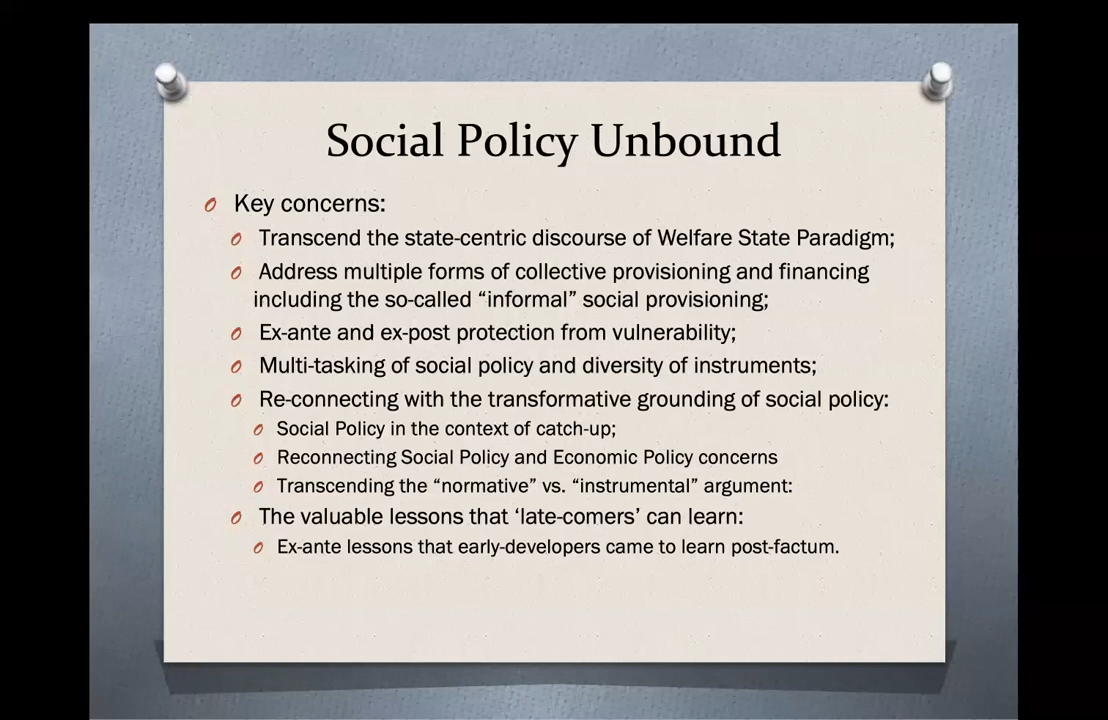 Social Policy Unbound
Key concerns:
Transcend the state-centric discourse of Welfare State Paradigm;
Address multiple forms of collective provisioning and financing
including the so-called “informal” social provisioning;
Ex-ante and ex-post protection from vulnerability;
Multi-tasking of social policy and diversity of instruments;
Re-connecting with the transformative grounding of social policy:
Social Policy in the context of catch-up;
Reconnecting Social Policy and Economic Policy concerns
Transcending the “normative” vs. “instrumental” argument:
The valuable lessons that ‘late-comers’ can learn:
Ex-ante lessons that early-developers came to learn post-factum.